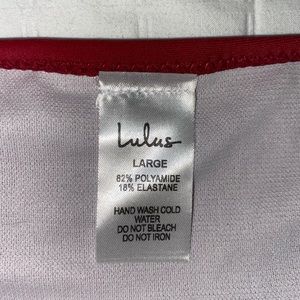 Lulus
LARGE
82% POLYAMIDE
18% ELASTANE
HAND WASH COLD
WATER
DO NOT BLEACH
DO NOT IRON